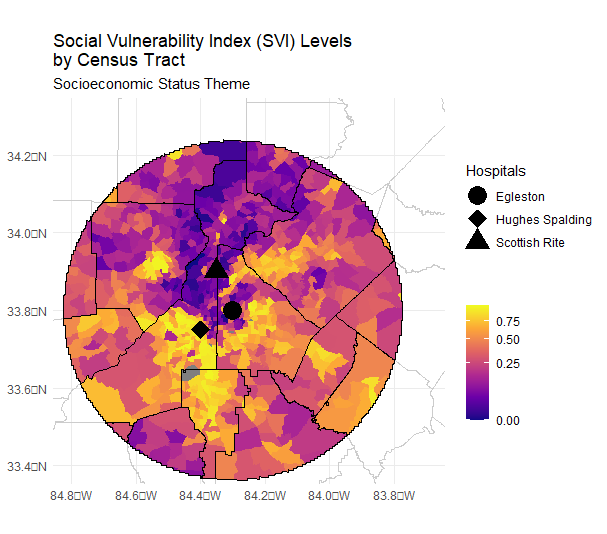 Social Vulnerability Index (SVI) Levels
by Census Tract
Socioeconomic Status Theme
Hospitals
Egleston
Hughes Spalding
Scottish Rite
0.75
0.50
0.25
0.00
34.2□N
34.0□N
33.8□N
33.6□N
33.4□N
84.8□W 84.6□W 84.4□W 84.2□W 84.0□W 83.8□W